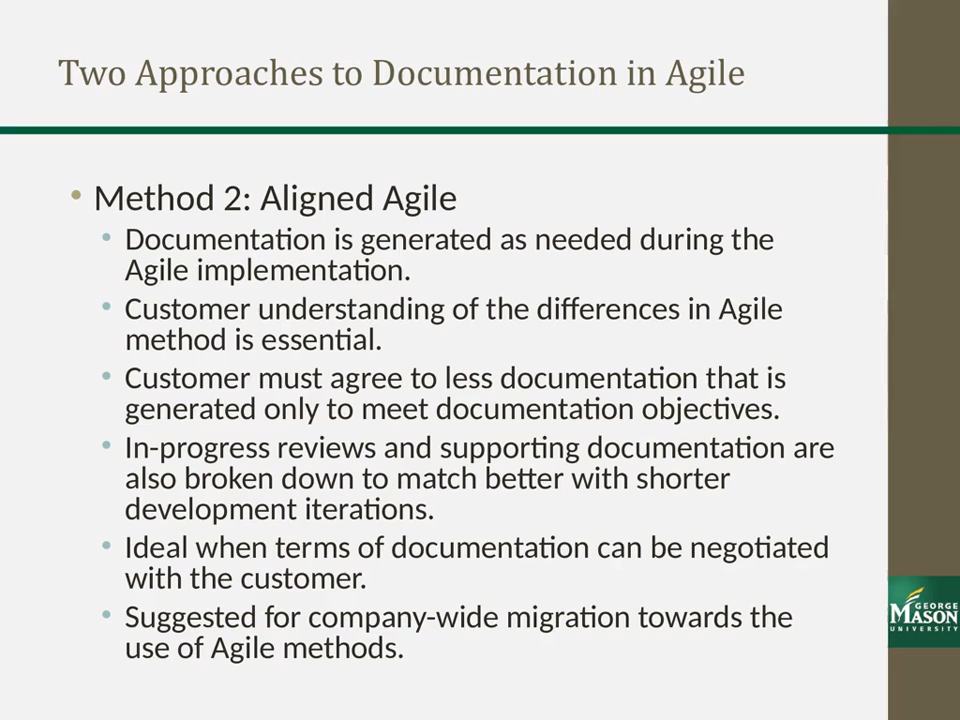 Two Approaches to Documentation in Agile
• Method 2: Aligned Agile
• Documentation is generated as needed during the
Agile implementation.
• Customer understanding of the differences in Agile
method is essential.
• Customer must agree to less documentation that is
generated only to meet documentation objectives.
• In-progress reviews and supporting documentation are
also broken down to match better with shorter
development iterations.
• Ideal when terms of documentation can be negotiated
with the customer.
• Suggested for company-wide migration towards the
use of Agile methods.
GEORGE
MASON
UNIVERSITY